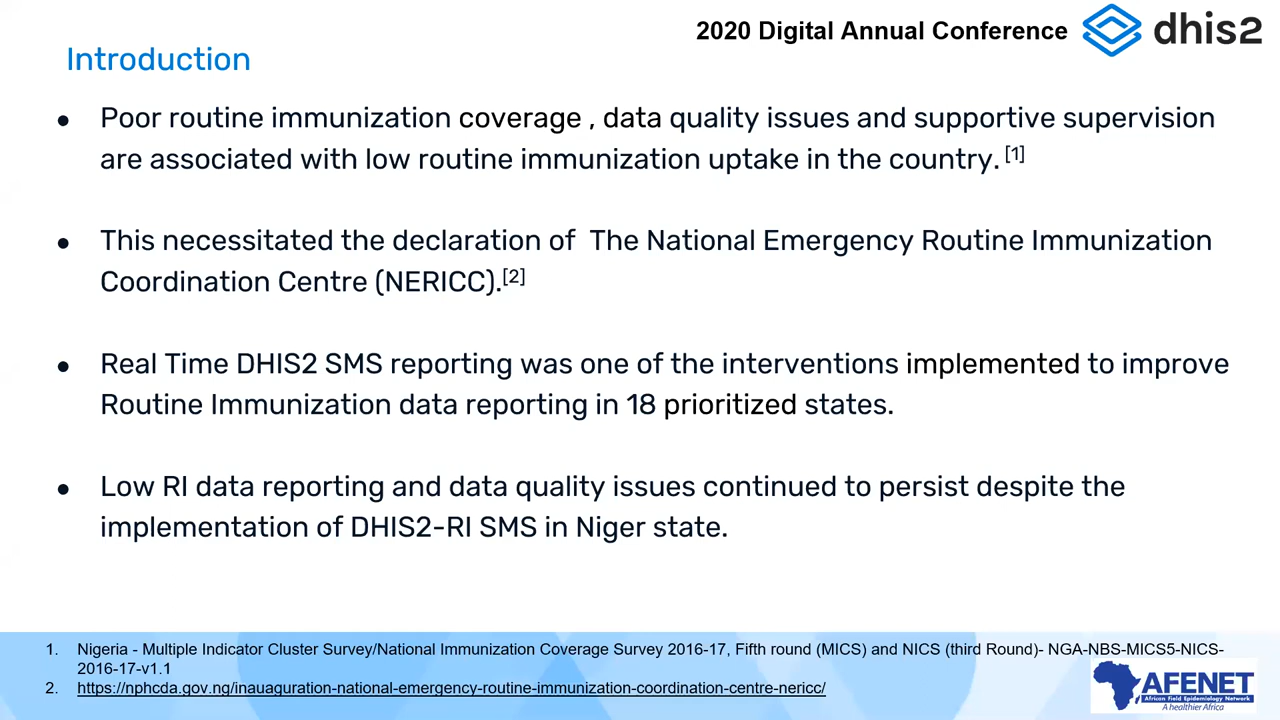 2020 Digital Annual Conference
dhis2
Introduction
● Poor routine immunization coverage , data quality issues and supportive supervision
are associated with low routine immunization uptake in the country. [1]
● This necessitated the declaration of The National Emergency Routine Immunization
Coordination Centre (NERICC).[2]
● Real Time DHIS2 SMS reporting was one of the interventions implemented to improve
Routine Immunization data reporting in 18 prioritized states.
● Low RI data reporting and data quality issues continued to persist despite the
implementation of DHIS2-RI SMS in Niger state.
1. Nigeria - Multiple Indicator Cluster Survey/National Immunization Coverage Survey 2016-17, Fifth round (MICS) and NICS (third Round)- NGA-NBS-MICS5-NICS-
2016-17-v1.1
2. https://nphcda.gov.ng/inauaguration-national-emergency-routine-immunization-coordination-centre-nericc/
AFENET
African Field Epidemiology Network
A healthier Africa